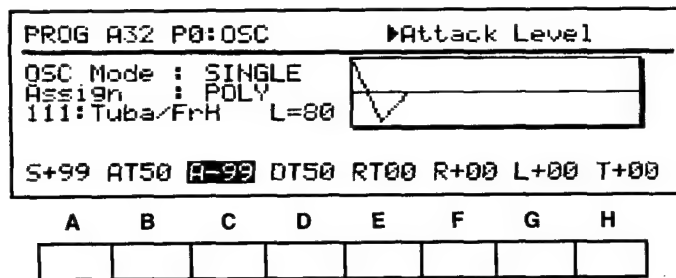 PROG A32 P0:OSC ▶Attack Level
OSC Mode : SINGLE
Assign : POLY
111:Tuba/FrH L=80
S+99 AT50 A-99 DT50 RT00 R+00 L+00 T+00
A B C D E F G H